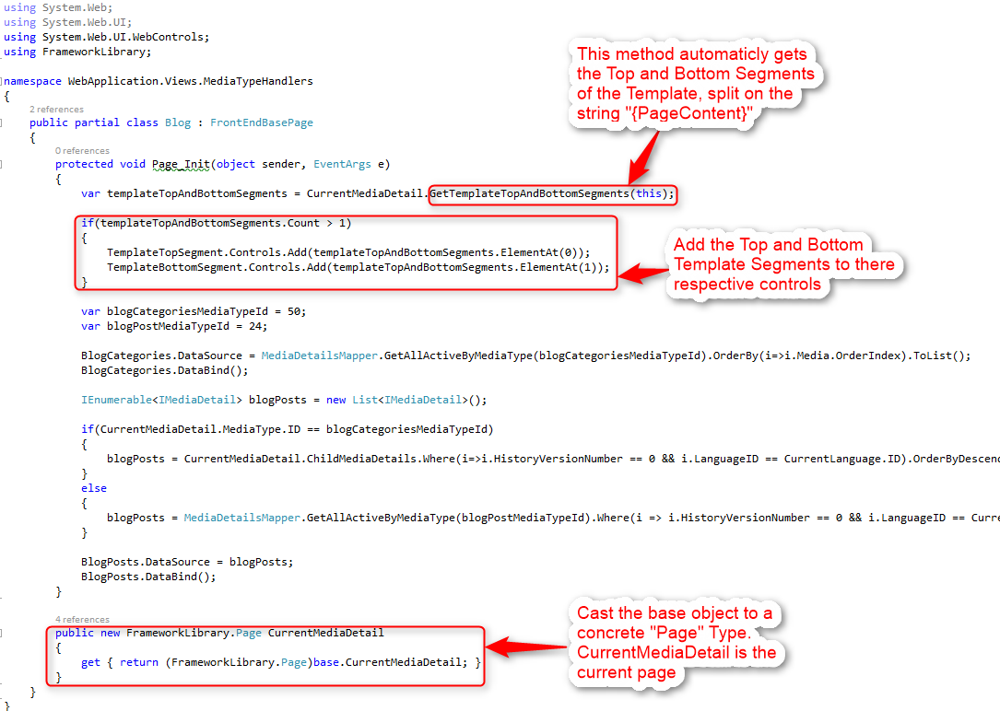 using System.Web;
using System.Web.UI;
using System.Web.UI.WebControls;
using FrameworkLibrary;
namespace WebApplication.Views.MediaTypeHandlers
{
2 references
public partial class Blog : FrontEndBasePage
{
0 references
protected void Page_Init(object sender, EventArgs e)
{
var templateTopAndBottomSegments = CurrentMediaDetail.GetTemplateTopAndBottomSegments(this);
if(templateTopAndBottomSegments.Count > 1)
{
TemplateTopSegment.Controls.Add(templateTopAndBottomSegments.ElementAt(0));
TemplateBottomSegment.Controls.Add(templateTopAndBottomSegments.ElementAt(1));
}
var blogCategoriesMediaTypeId = 50;
var blogPostMediaTypeId = 24;
BlogCategories.DataSource = MediaDetailsMapper.GetAllActiveByMediaType(blogCategoriesMediaTypeId).OrderBy(i=>i.Media.OrderIndex).ToList();
BlogCategories.DataBind();
IEnumerable<IMediaDetail> blogPosts = new List<IMediaDetail>();
if(CurrentMediaDetail.MediaType.ID == blogCategoriesMediaTypeId)
{
blogPosts = CurrentMediaDetail.ChildMediaDetails.Where(i=>i.HistoryVersionNumber == 0 && i.LanguageID == CurrentLanguage.ID).OrderByDescend
}
else
{
blogPosts = MediaDetailsMapper.GetAllActiveByMediaType(blogPostMediaTypeId).Where(i => i.HistoryVersionNumber == 0 && i.LanguageID == Curre
}
BlogPosts.DataSource = blogPosts;
BlogPosts.DataBind();
}
4 references
public new FrameworkLibrary.Page CurrentMediaDetail
{
get { return (FrameworkLibrary.Page)base.CurrentMediaDetail; }
}
}
}
This method automaticly gets
the Top and Bottom Segments
of the Template, split on the
string "{PageContent}"
Add the Top and Bottom
Template Segments to there
respective controls
Cast the base object to a
concrete "Page" Type.
CurrentMediaDetail is the
current page